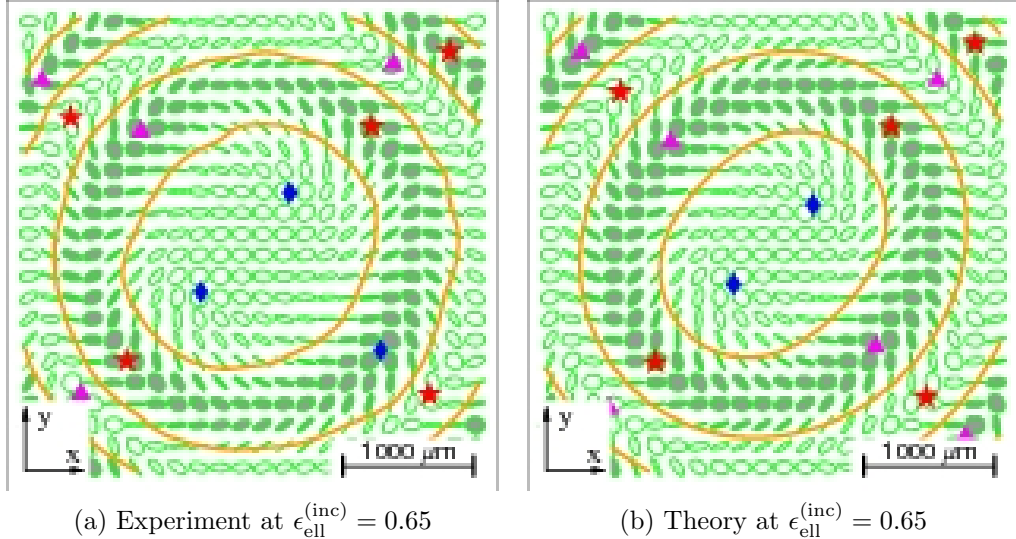 y
x
1000 μm
y
x
1000 μm
(a) Experiment at ϵ_ell^(inc) = 0.65
(b) Theory at ϵ_ell^(inc) = 0.65